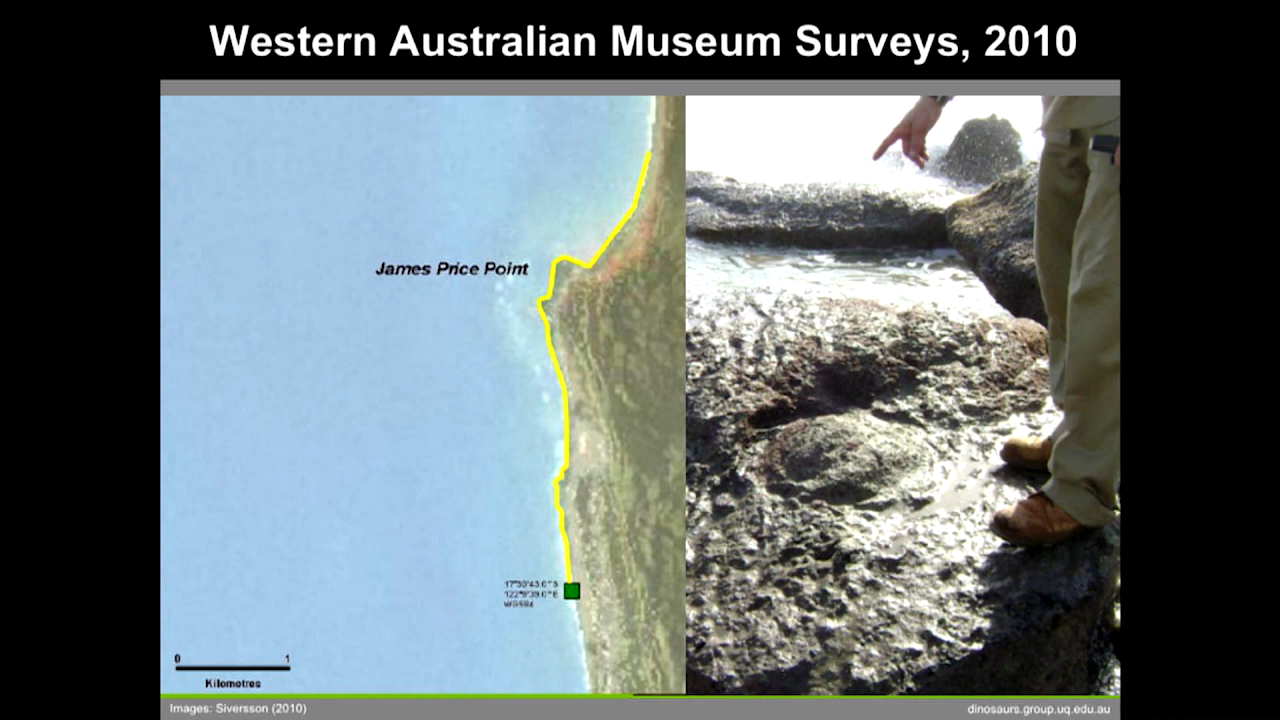 Western Australian Museum Surveys, 2010
James Price Point
WGS84
0 1
Kilometres
Images: Siversson (2010)
dinosaurs.group.uq.edu.au